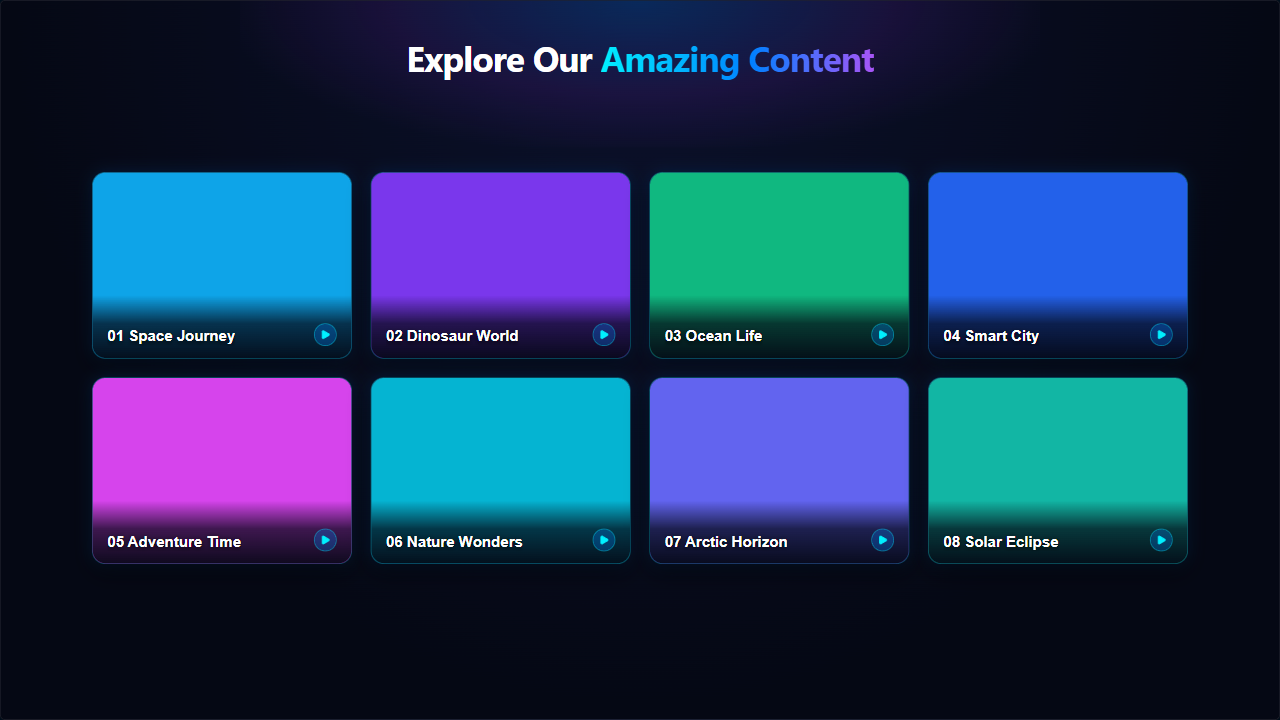 Explore Our Amazing Content
01 Space Journey
02 Dinosaur World
03 Ocean Life
04 Smart City
05 Adventure Time
06 Nature Wonders
07 Arctic Horizon
08 Solar Eclipse